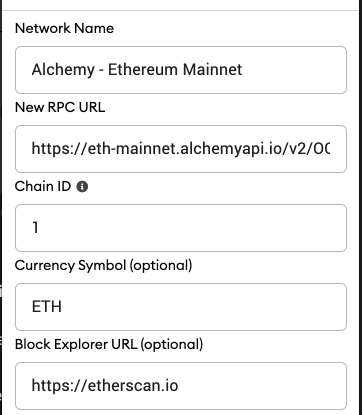 Network Name
Alchemy - Ethereum Mainnet
New RPC URL
https://eth-mainnet.alchemyapi.io/v2/
Chain ID
1
Currency Symbol (optional)
ETH
Block Explorer URL (optional)
https://etherscan.io